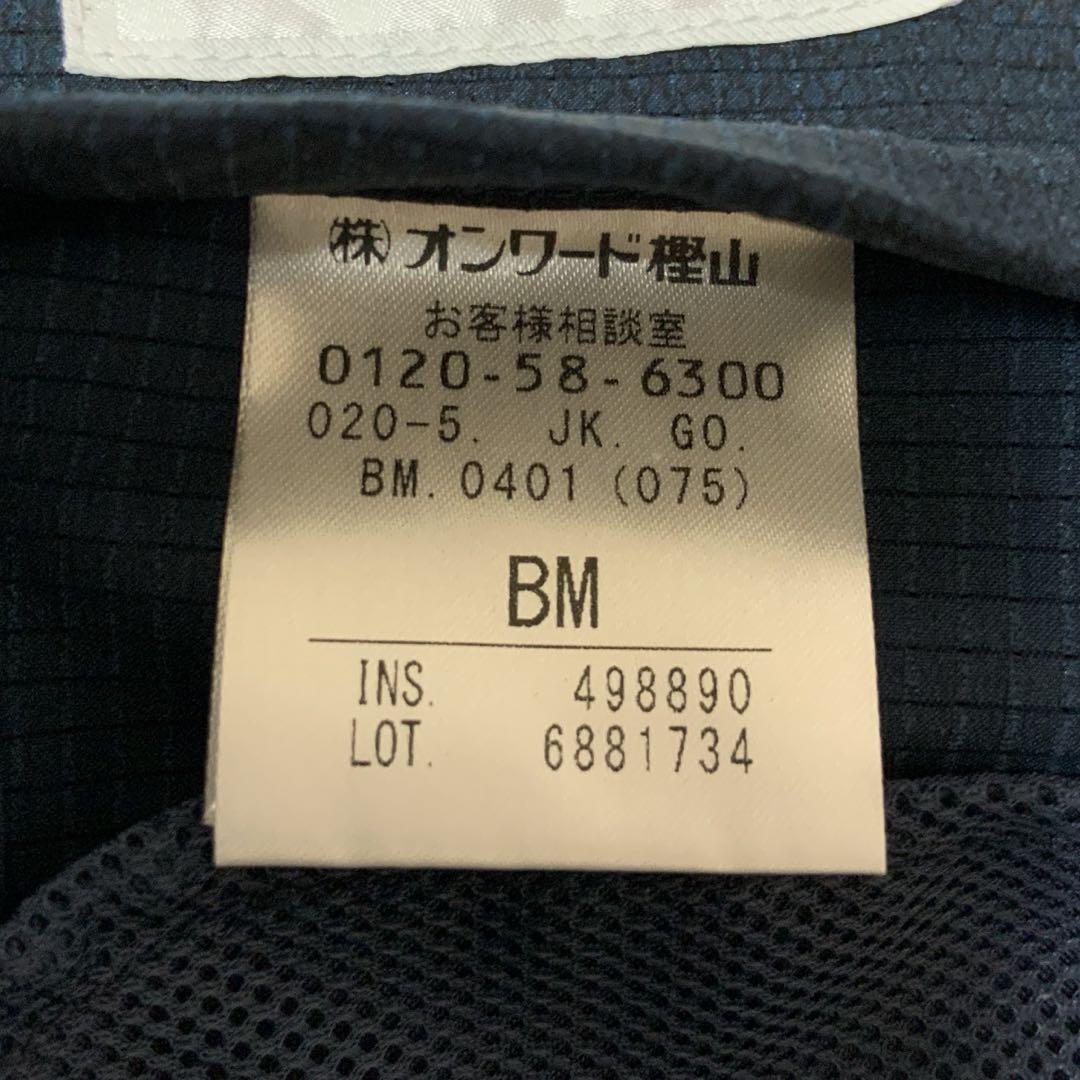 ㈱オンワード樫山
お客様相談室
0120-58-6300
020-5. JK. GO.
BM. 0401 (075)
BM
INS. 498890
LOT. 6881734